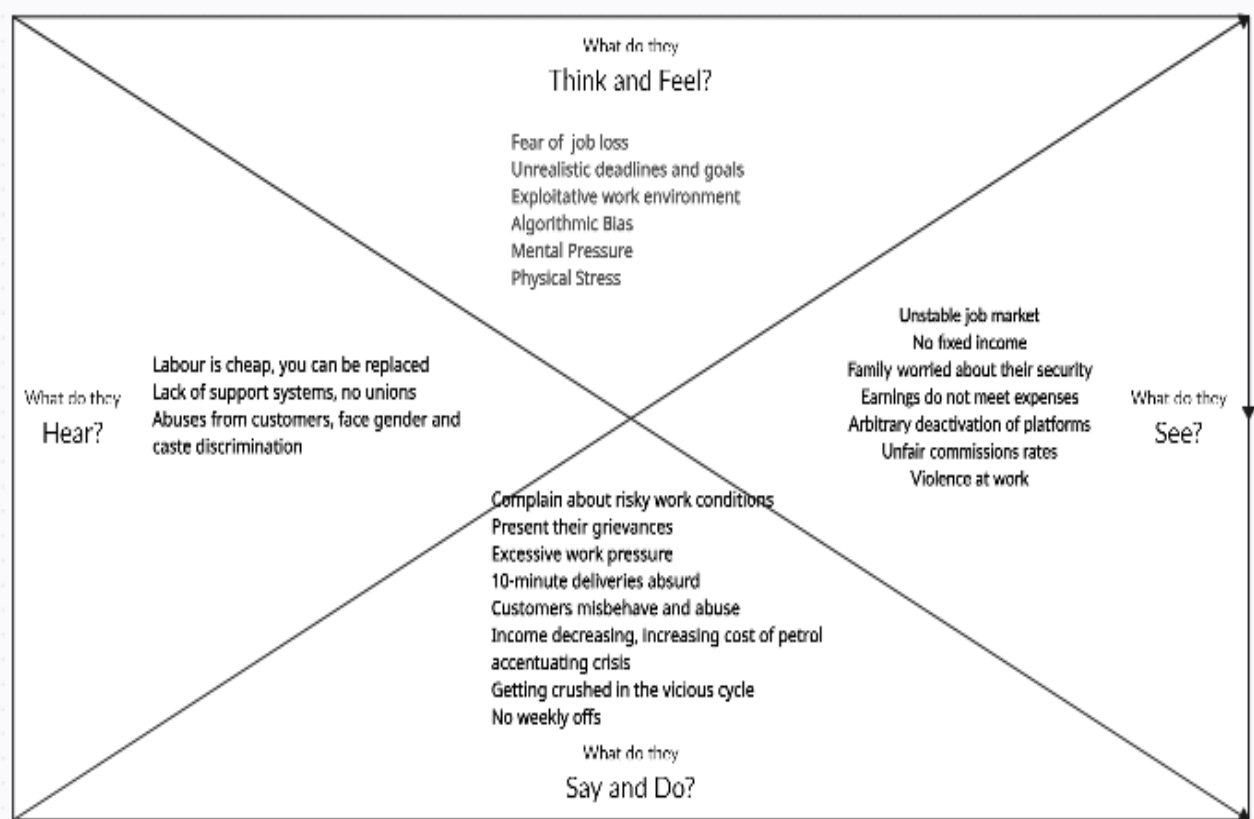 What do they
Think and Feel?
Fear of job loss
Unrealistic deadlines and goals
Exploitative work environment
Algorithmic Bias
Mental Pressure
Physical Stress
What do they
Hear?
Labour is cheap, you can be replaced
Lack of support systems, no unions
Abuses from customers, face gender and
caste discrimination
Unstable job market
No fixed income
Family worried about their security
Earnings do not meet expenses
Arbitrary deactivation of platforms
Unfair commissions rates
Violence at work
What do they
See?
Complain about risky work conditions
Present their grievances
Excessive work pressure
10-minute deliveries absurd
Customers misbehave and abuse
Income decreasing, increasing cost of petrol
accentuating crisis
Getting crushed in the vicious cycle
No weekly offs
What do they
Say and Do?